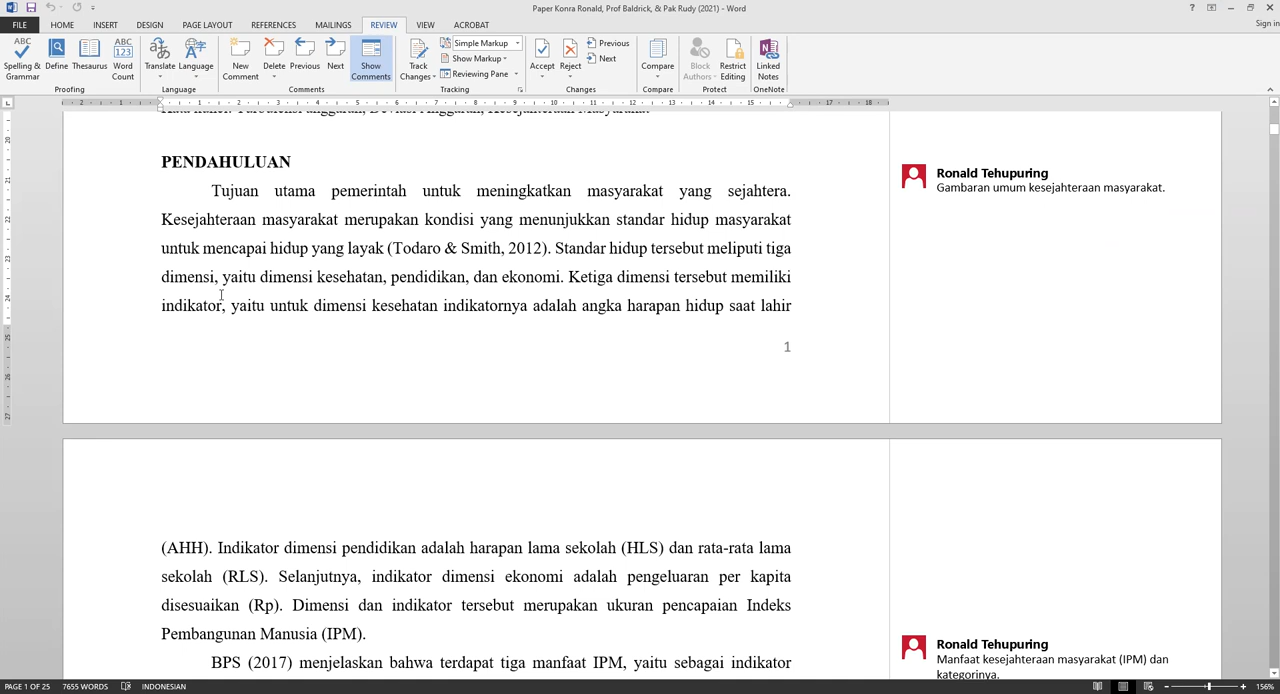 Paper Konra Ronald, Prof Baldrick, & Pak Rudy (2021) - Word
Sign in
FILE HOME INSERT DESIGN PAGE LAYOUT REFERENCES MAILINGS REVIEW VIEW ACROBAT
Spelling & Grammar
Define
Thesaurus
Word Count
Proofing
Translate
Language
Language
New Comment
Delete
Previous
Next
Show Comments
Comments
Track Changes
Simple Markup
Show Markup
Reviewing Pane
Tracking
Accept
Reject
Previous
Next
Changes
Compare
Compare
Block Authors
Restrict Editing
Protect
Linked Notes
OneNote
PENDAHULUAN
Tujuan utama pemerintah untuk meningkatkan masyarakat yang sejahtera.
Kesejahteraan masyarakat merupakan kondisi yang menunjukkan standar hidup masyarakat
untuk mencapai hidup yang layak (Todaro & Smith, 2012). Standar hidup tersebut meliputi tiga
dimensi, yaitu dimensi kesehatan, pendidikan, dan ekonomi. Ketiga dimensi tersebut memiliki
indikator, yaitu untuk dimensi kesehatan indikatornya adalah angka harapan hidup saat lahir
1
Ronald Tehupuring
Gambaran umum kesejahteraan masyarakat.
(AHH). Indikator dimensi pendidikan adalah harapan lama sekolah (HLS) dan rata-rata lama
sekolah (RLS). Selanjutnya, indikator dimensi ekonomi adalah pengeluaran per kapita
disesuaikan (Rp). Dimensi dan indikator tersebut merupakan ukuran pencapaian Indeks
Pembangunan Manusia (IPM).
BPS (2017) menjelaskan bahwa terdapat tiga manfaat IPM, yaitu sebagai indikator
Ronald Tehupuring
Manfaat kesejahteraan masyarakat (IPM) dan
kategorinya.
PAGE 1 OF 25 7655 WORDS INDONESIAN
156%